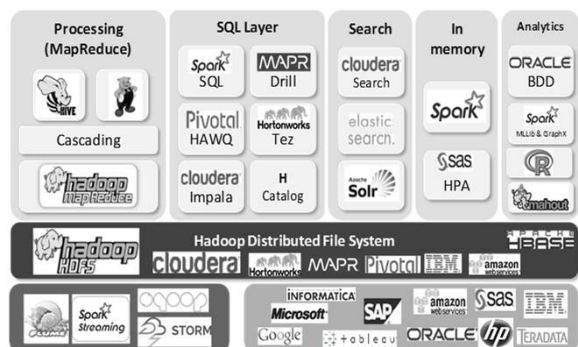 Processing
(MapReduce)
HIVE
Cascading
hadoop
MapReduce
SQL Layer
Spark
SQL
MAPR
Drill
Pivotal
HAWQ
Hortonworks
Tez
cloudera
Impala
H
Catalog
Search
cloudera
Search
elastic
search.
Apache
Solr
In
memory
Spark
sas
HPA
Analytics
ORACLE
BDD
Spark
MLLib & GraphX
R
mahout
Hadoop Distributed File System
APACHE
HBASE
hadoop
HDFS
cloudera
Hortonworks
MAPR
Pivotal
IBM
amazon
webservices
flume
Spark
Streaming
sqoop
STORM
INFORMATICA
Microsoft
SAP
amazon
webservices
sas
IBM
Google
tableau
ORACLE
hp
TERADATA